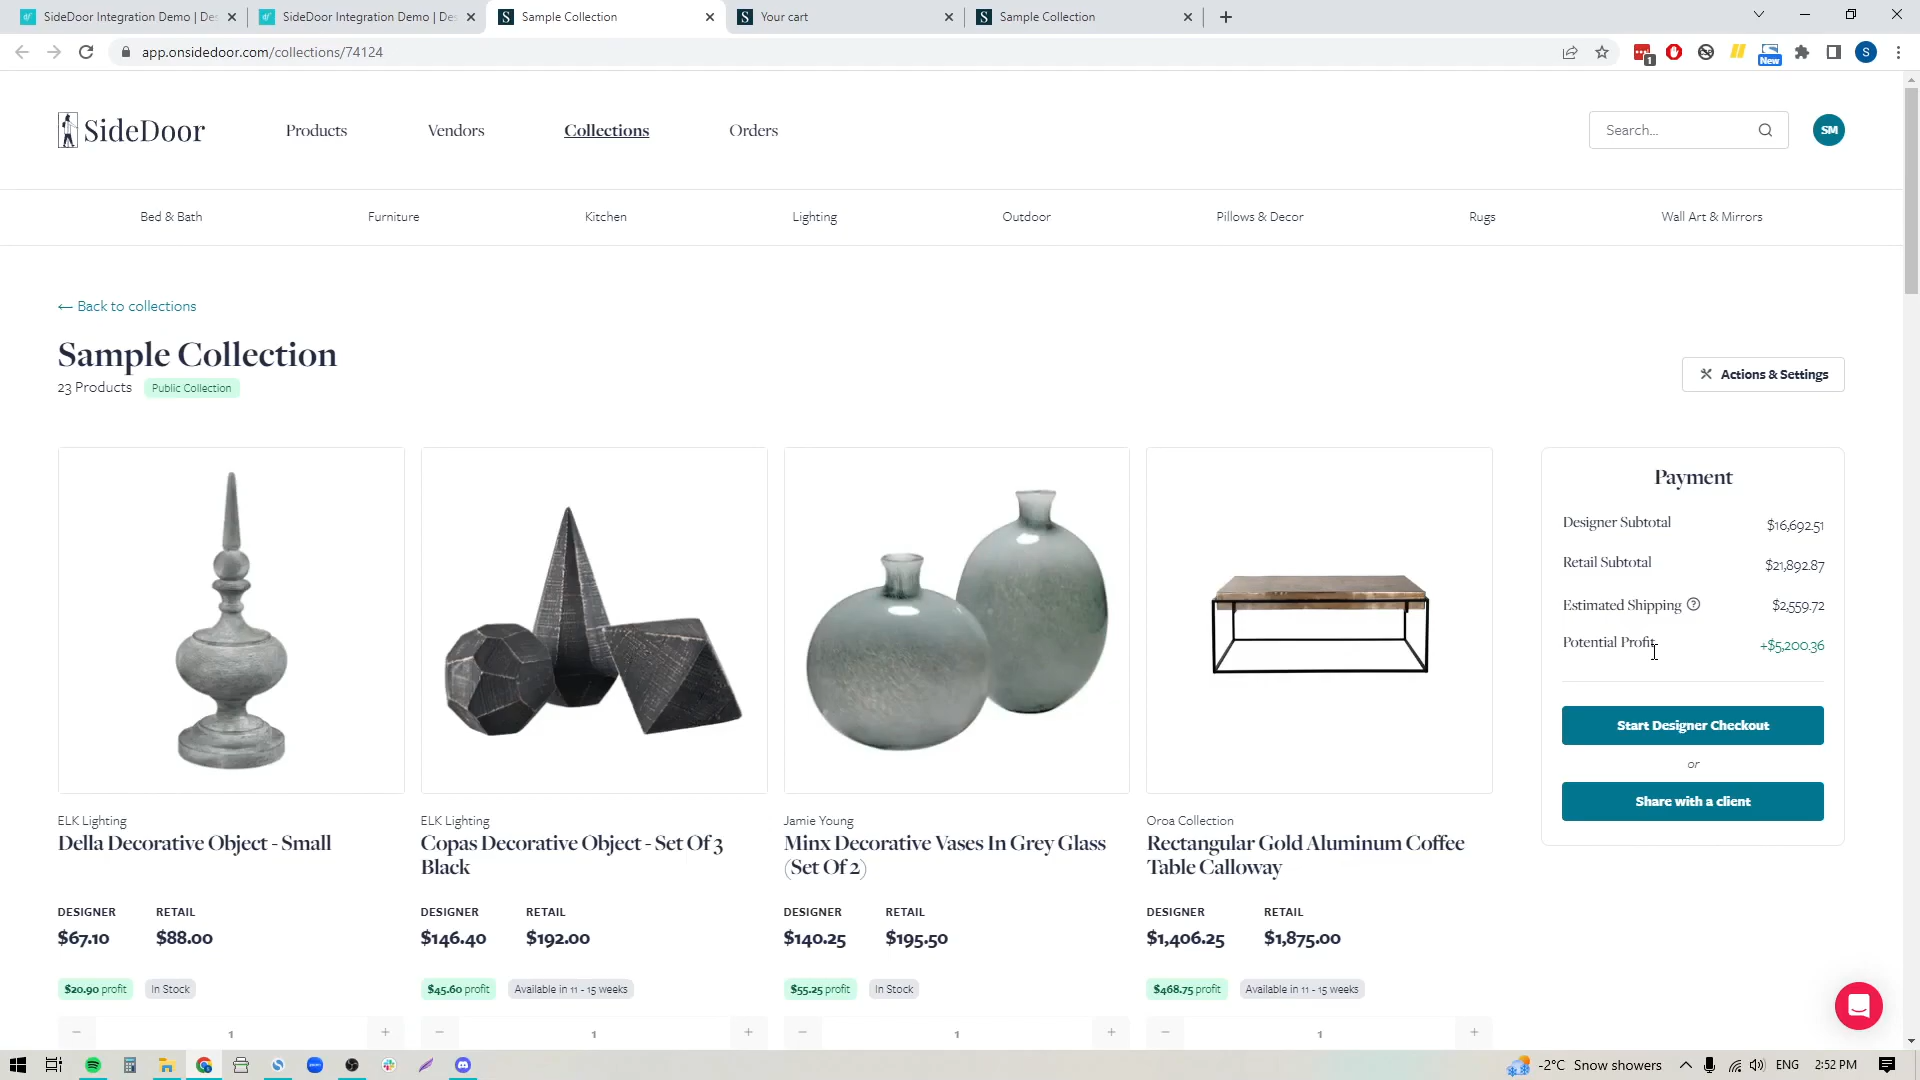 SideDoor Integration Demo | Des
SideDoor Integration Demo | Des
Sample Collection
Your cart
Sample Collection
app.onsidedoor.com/collections/74124
1
New
S
SideDoor
Products
Vendors
Collections
Orders
Search...
SM
Bed & Bath
Furniture
Kitchen
Lighting
Outdoor
Pillows & Decor
Rugs
Wall Art & Mirrors
← Back to collections
Sample Collection
23 Products
Public Collection
Actions & Settings
ELK Lighting
Della Decorative Object - Small
DESIGNER
RETAIL
$67.10
$88.00
$20.90 profit
In Stock
− 1 +
ELK Lighting
Copas Decorative Object - Set Of 3
Black
DESIGNER
RETAIL
$146.40
$192.00
$45.60 profit
Available in 11 - 15 weeks
− 1 +
Jamie Young
Minx Decorative Vases In Grey Glass
(Set Of 2)
DESIGNER
RETAIL
$140.25
$195.50
$55.25 profit
In Stock
− 1 +
Oroa Collection
Rectangular Gold Aluminum Coffee
Table Calloway
DESIGNER
RETAIL
$1,406.25
$1,875.00
$468.75 profit
Available in 11 - 15 weeks
− 1 +
Payment
Designer Subtotal
$16,692.51
Retail Subtotal
$21,892.87
Estimated Shipping ?
$2,559.72
Potential Profit
+$5,200.36
Start Designer Checkout
or
Share with a client
-2°C Snow showers
ENG
2:52 PM